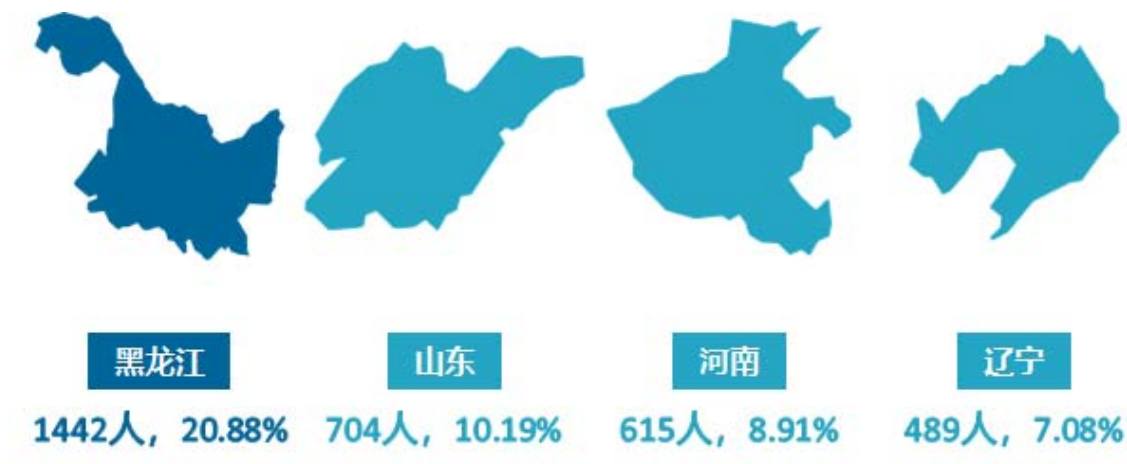 黑龙江 山东 河南 辽宁
1442人，20.88% 704人，10.19% 615人，8.91% 489人，7.08%